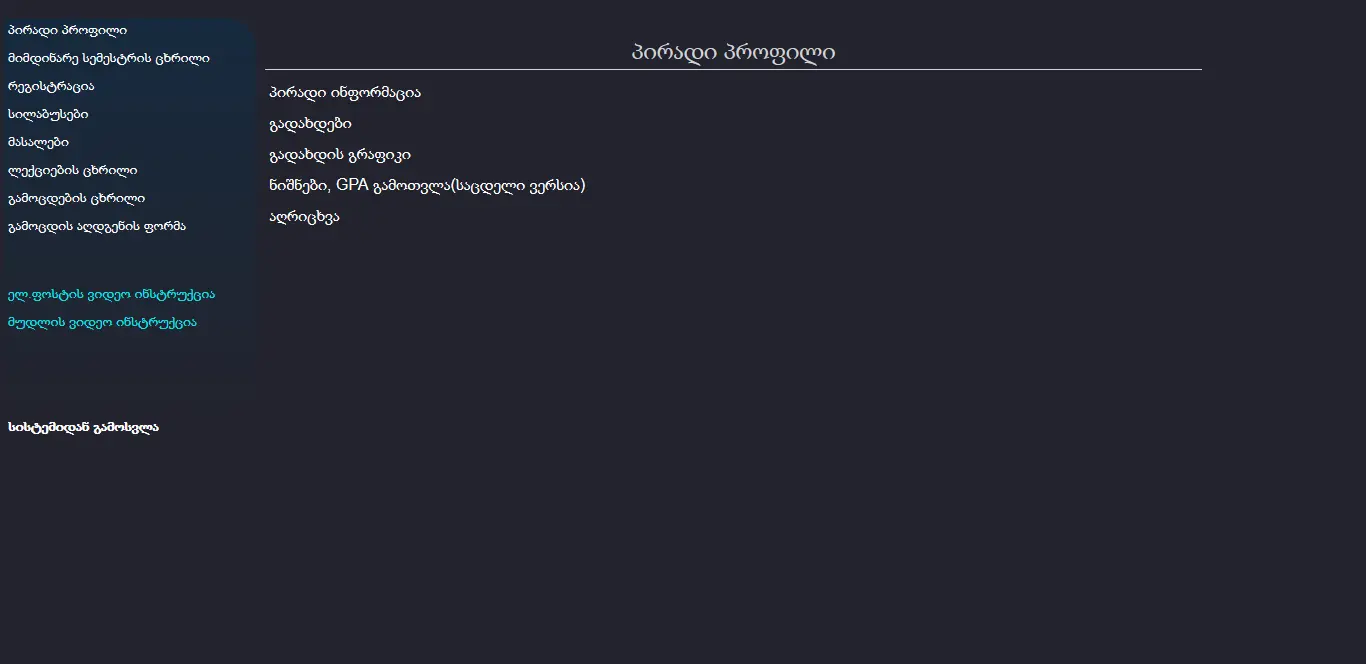 პირადი პროფილი
მიმდინარე სემესტრის ცხრილი
რეგისტრაცია
სილაბუსები
მასალები
ლექციების ცხრილი
გამოცდების ცხრილი
გამოცდის აღდგენის ფორმა
ელ.ფოსტის ვიდეო ინსტრუქცია
მუდლის ვიდეო ინსტრუქცია
სისტემიდან გამოსვლა
პირადი პროფილი
პირადი ინფორმაცია
გადახდები
გადახდის გრაფიკი
ნიშნები, GPA გამოთვლა(საცდელი ვერსია)
აღრიცხვა